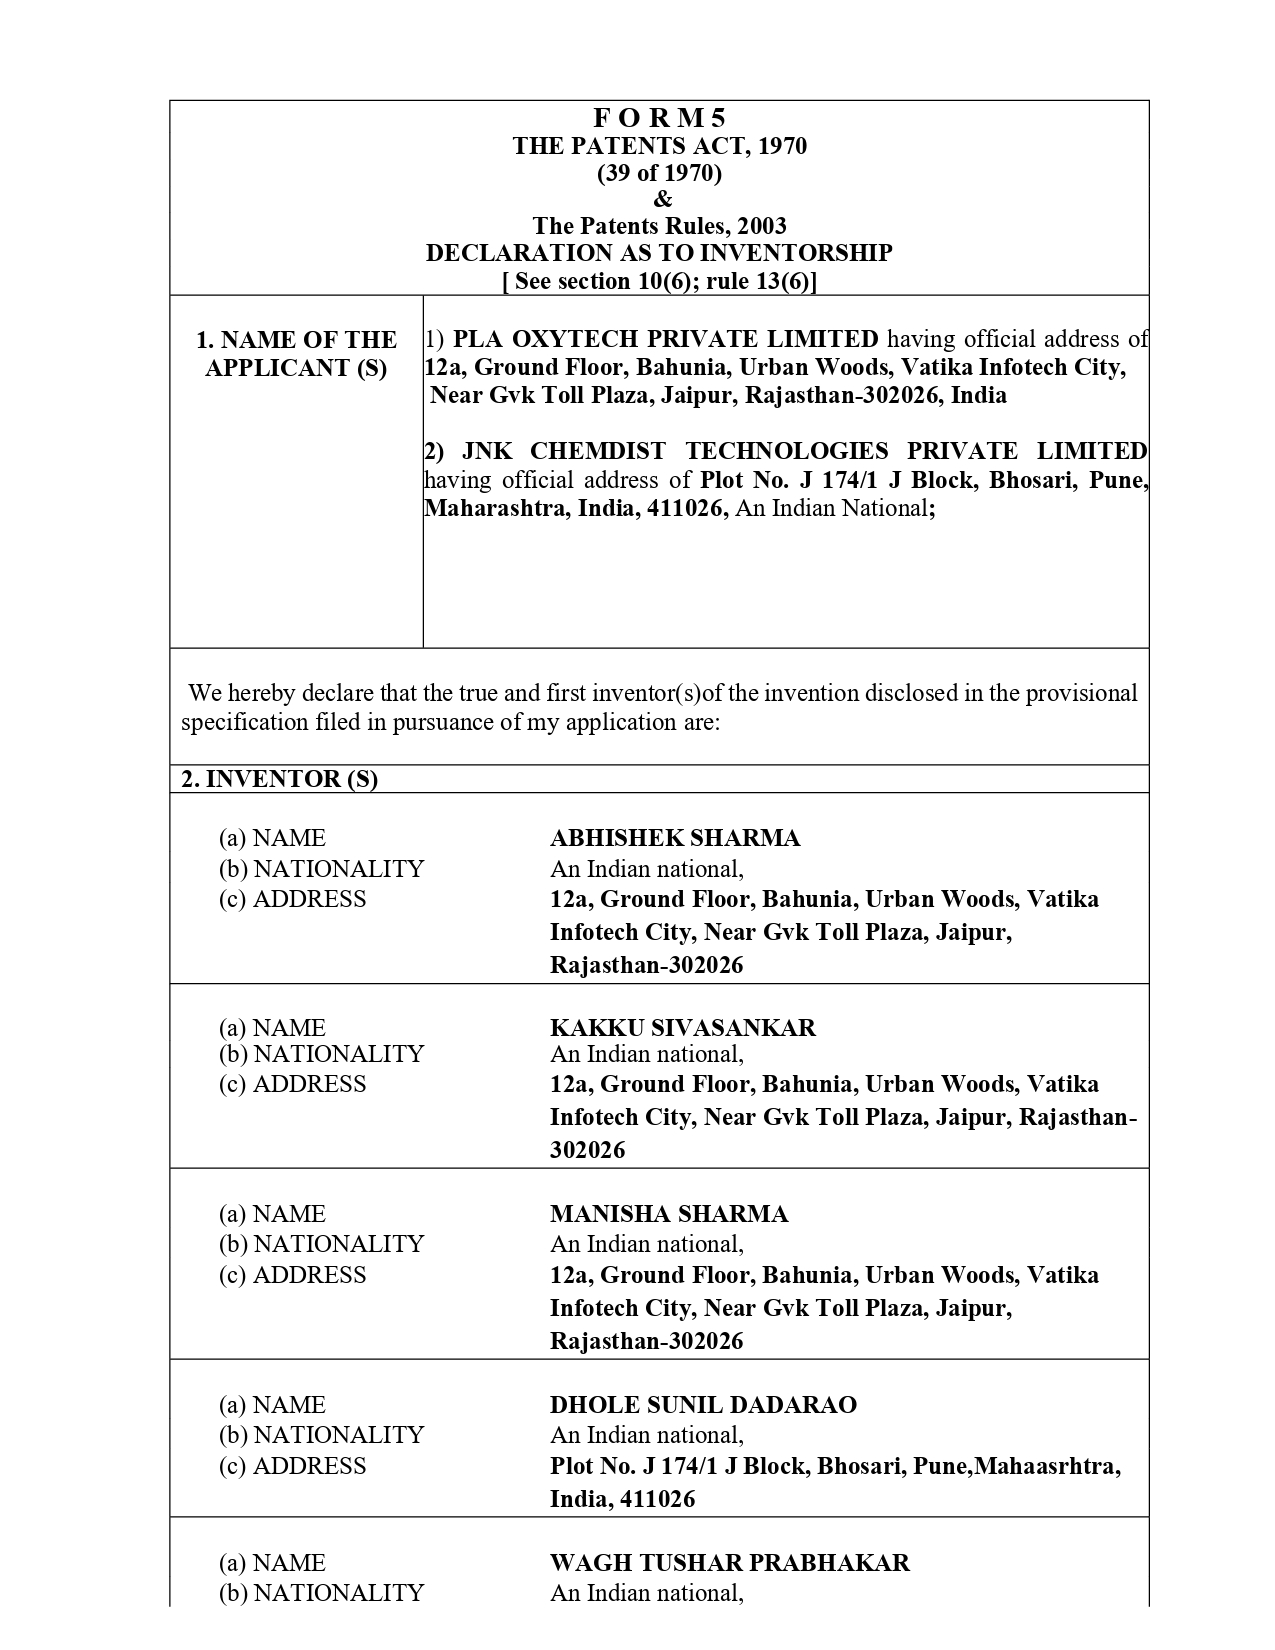 F O R M 5
THE PATENTS ACT, 1970
(39 of 1970)
&
The Patents Rules, 2003
DECLARATION AS TO INVENTORSHIP
[ See section 10(6); rule 13(6)]
1. NAME OF THE
APPLICANT (S)
1) PLA OXYTECH PRIVATE LIMITED having official address of
12a, Ground Floor, Bahunia, Urban Woods, Vatika Infotech City,
Near Gvk Toll Plaza, Jaipur, Rajasthan-302026, India
2) JNK CHEMDIST TECHNOLOGIES PRIVATE LIMITED
having official address of Plot No. J 174/1 J Block, Bhosari, Pune,
Maharashtra, India, 411026, An Indian National;
We hereby declare that the true and first inventor(s)of the invention disclosed in the provisional
specification filed in pursuance of my application are:
2. INVENTOR (S)
(a) NAME ABHISHEK SHARMA
(b) NATIONALITY An Indian national,
(c) ADDRESS 12a, Ground Floor, Bahunia, Urban Woods, Vatika
Infotech City, Near Gvk Toll Plaza, Jaipur,
Rajasthan-302026
(a) NAME KAKKU SIVASANKAR
(b) NATIONALITY An Indian national,
(c) ADDRESS 12a, Ground Floor, Bahunia, Urban Woods, Vatika
Infotech City, Near Gvk Toll Plaza, Jaipur, Rajasthan-
302026
(a) NAME MANISHA SHARMA
(b) NATIONALITY An Indian national,
(c) ADDRESS 12a, Ground Floor, Bahunia, Urban Woods, Vatika
Infotech City, Near Gvk Toll Plaza, Jaipur,
Rajasthan-302026
(a) NAME DHOLE SUNIL DADARAO
(b) NATIONALITY An Indian national,
(c) ADDRESS Plot No. J 174/1 J Block, Bhosari, Pune,Mahaasrhtra,
India, 411026
(a) NAME WAGH TUSHAR PRABHAKAR
(b) NATIONALITY An Indian national,